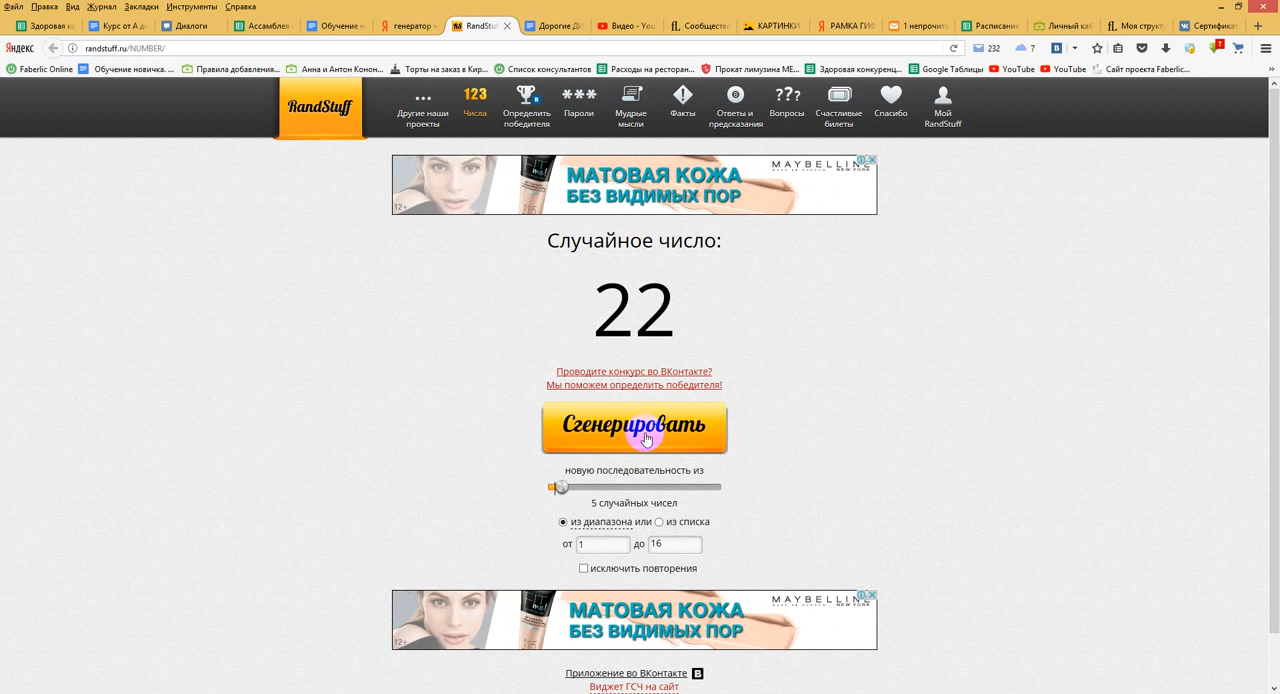 Файл Правка Вид Журнал Закладки Инструменты Справка
Здоровая к Курс от А до Диалоги Ассамблея Обучение н Я генератор ч RandStuf Дорогие Д Видео - You fl. Сообществ КАРТИНКИ Я РАМКА ГИФ 1 непрочите Расписание Личный каб fl. Моя структ Сертифика
Яндекс randstuff.ru/NUMBER/ 232 7
Faberlic Online Обучение новичка. ... Правила добавления... Анна и Антон Конон... Торты на заказ в Кир... Список консультантов Расходы на ресторан... Прокат лимузина МЕ... Здоровая конкуренц... Google Таблицы YouTube YouTube Сайт проекта Faberlic... »
RandStuff
Другие наши проекты
123 Числа
Определить победителя
*** Пароли
Мудрые мысли
Факты
Ответы и предсказания
??? Вопросы
Счастливые билеты
Спасибо
Мой RandStuff
МАТОВАЯ КОЖА
БЕЗ ВИДИМЫХ ПОР
MAYBELLINE
NEW YORK
12+
Случайное число:
22
Проводите конкурс во ВКонтакте?
Мы поможем определить победителя!
Сгенерировать
новую последовательность из
5 случайных чисел
из диапазона или из списка
от 1 до 16
исключить повторения
МАТОВАЯ КОЖА
БЕЗ ВИДИМЫХ ПОР
MAYBELLINE
NEW YORK
12+
Приложение во ВКонтакте В
Виджет ГСЧ на сайт